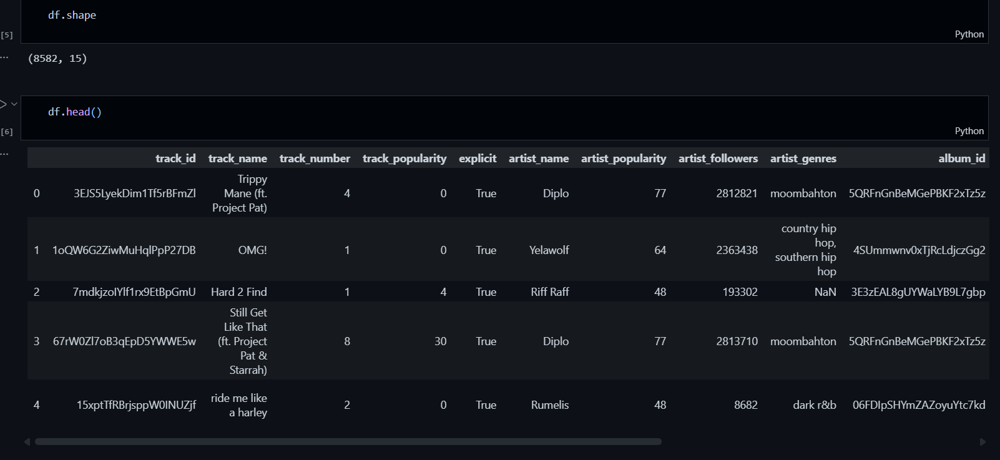 df.shape
[5]
Python
(8582, 15)
df.head()
[6]
Python
track_id track_name track_number track_popularity explicit artist_name artist_popularity artist_followers artist_genres album_id
0 3EJS5LyekDim1Tf5rBFmZl Trippy Mane (ft. Project Pat) 4 0 True Diplo 77 2812821 moombahton 5QRFnGnBeMGePBKF2xTz5z
1 1oQW6G2ZiwMuHqlPpP27DB OMG! 1 0 True Yelawolf 64 2363438 country hip hop, southern hip hop 4SUmmwnv0xTjRcLdjczGg2
2 7mdkjzoIYlf1rx9EtBpGmU Hard 2 Find 1 4 True Riff Raff 48 193302 NaN 3E3zEAL8gUYWaLYB9L7gbp
3 67rW0Zl7oB3qEpD5YWWE5w Still Get Like That (ft. Project Pat & Starrah) 8 30 True Diplo 77 2813710 moombahton 5QRFnGnBeMGePBKF2xTz5z
4 15xptTfRBrjsppW0INUZjf ride me like a harley 2 0 True Rumelis 48 8682 dark r&b 06FDIpSHYmZAZoyuYtc7kd